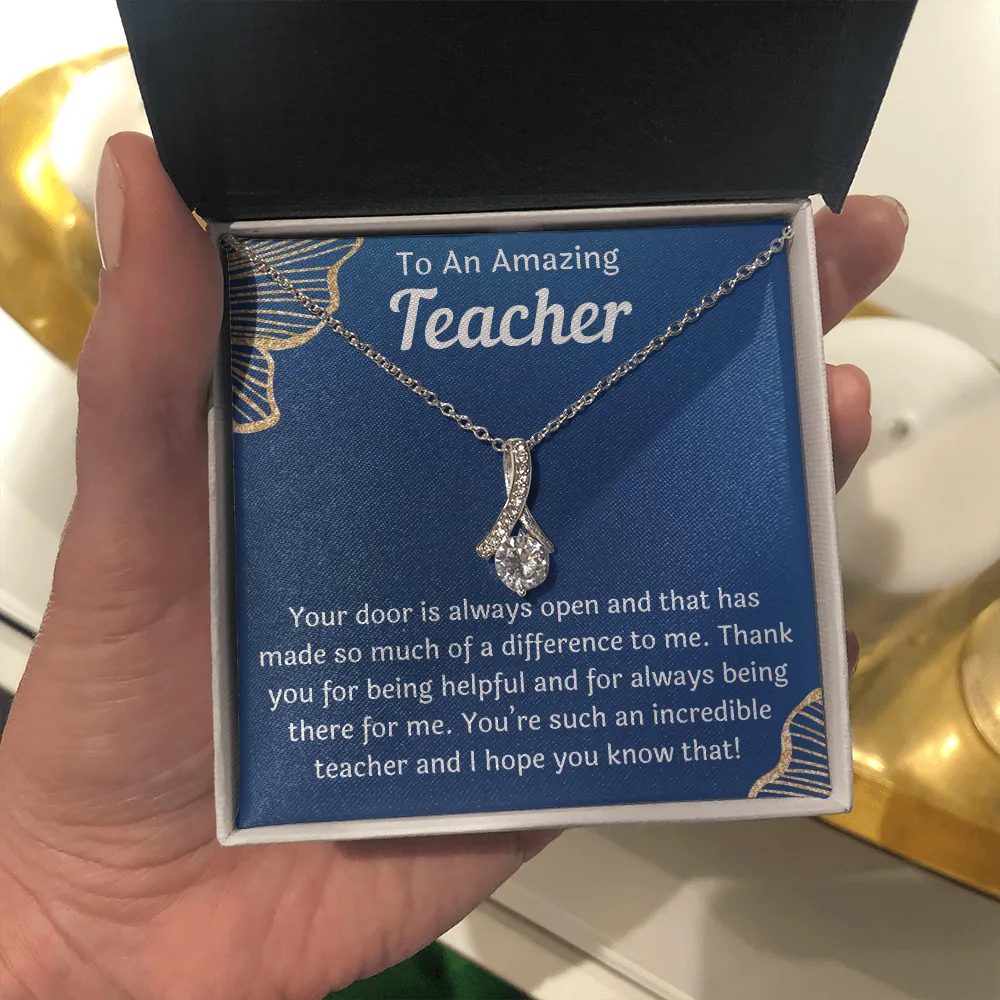 To An Amazing
Teacher
Your door is always open and that has
made so much of a difference to me. Thank
you for being helpful and for always being
there for me. You're such an incredible
teacher and I hope you know that!